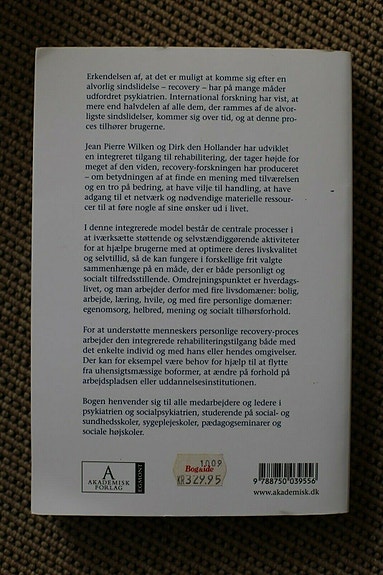 Erkendelsen af, at det er muligt at komme sig efter en
alvorlig sindslidelse – recovery – har på mange måder
udfordret psykiatrien. International forskning har vist, at
mere end halvdelen af alle dem, der rammes af de alvor-
ligste sindslidelser, kommer sig over tid, og at denne pro-
ces tilhører brugerne.
Jean Pierre Wilken og Dirk den Hollander har udviklet
en integreret tilgang til rehabilitering, der tager højde for
meget af den viden, recovery-forskningen har produceret
– om betydningen af at finde en mening med tilværelsen
og en tro på bedring, at have vilje til handling, at have
adgang til et netværk og nødvendige materielle ressour-
cer til at føre nogle af sine ønsker ud i livet.
I denne integrerede model består de centrale processer i
at iværksætte støttende og selvstændiggørende aktiviteter
for at hjælpe brugerne med at optimere deres livskvalitet
og selvtillid, så de kan fungere i forskellige frit valgte
sammenhænge på en måde, der er både personligt og
socialt tilfredsstillende. Omdrejningspunktet er hverdags-
livet, og man arbejder derfor med fire livsdomæner: bolig,
arbejde, læring, hvile, og med fire personlige domæner:
egenomsorg, helbred, mening og socialt tilhørsforhold.
For at understøtte menneskers personlige recovery-proces
arbejder den integrerede rehabiliteringstilgang både med
det enkelte individ og med hans eller hendes omgivelser.
Der kan for eksempel være behov for hjælp til at flytte
fra uhensigtsmæssige boformer, at ændre på forhold på
arbejdspladsen eller uddannelsesinstitutionen.
Bogen henvender sig til alle medarbejdere og ledere i
psykiatrien og socialpsykiatrien, studerende på social- og
sundhedsskoler, sygeplejeskoler, pædagogseminarer og
sociale højskoler.
A
AKADEMISK
FORLAG
EGMONT
1009
Bog&ide
KR 329.95
9 788750 039556
www.akademisk.dk